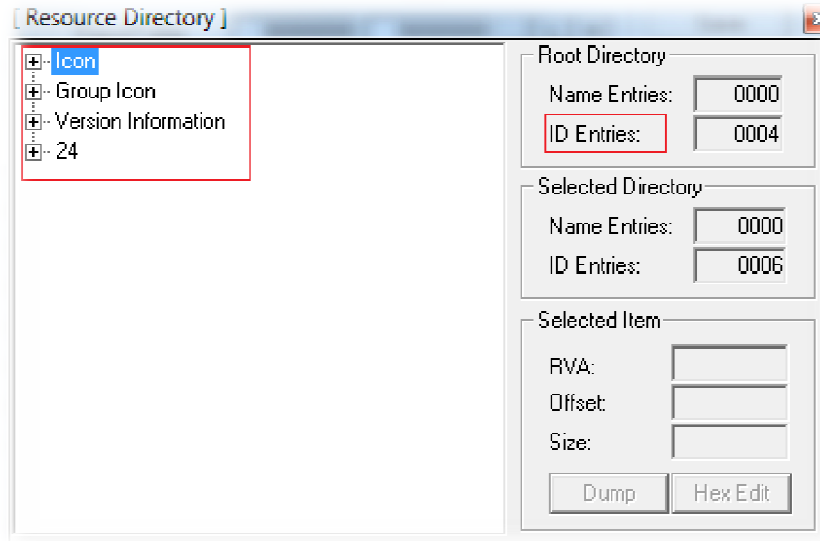 [ Resource Directory ]
Icon
Group Icon
Version Information
24
Root Directory
Name Entries: 0000
ID Entries: 0004
Selected Directory
Name Entries: 0000
ID Entries: 0006
Selected Item
RVA:
Offset:
Size:
Dump Hex Edit